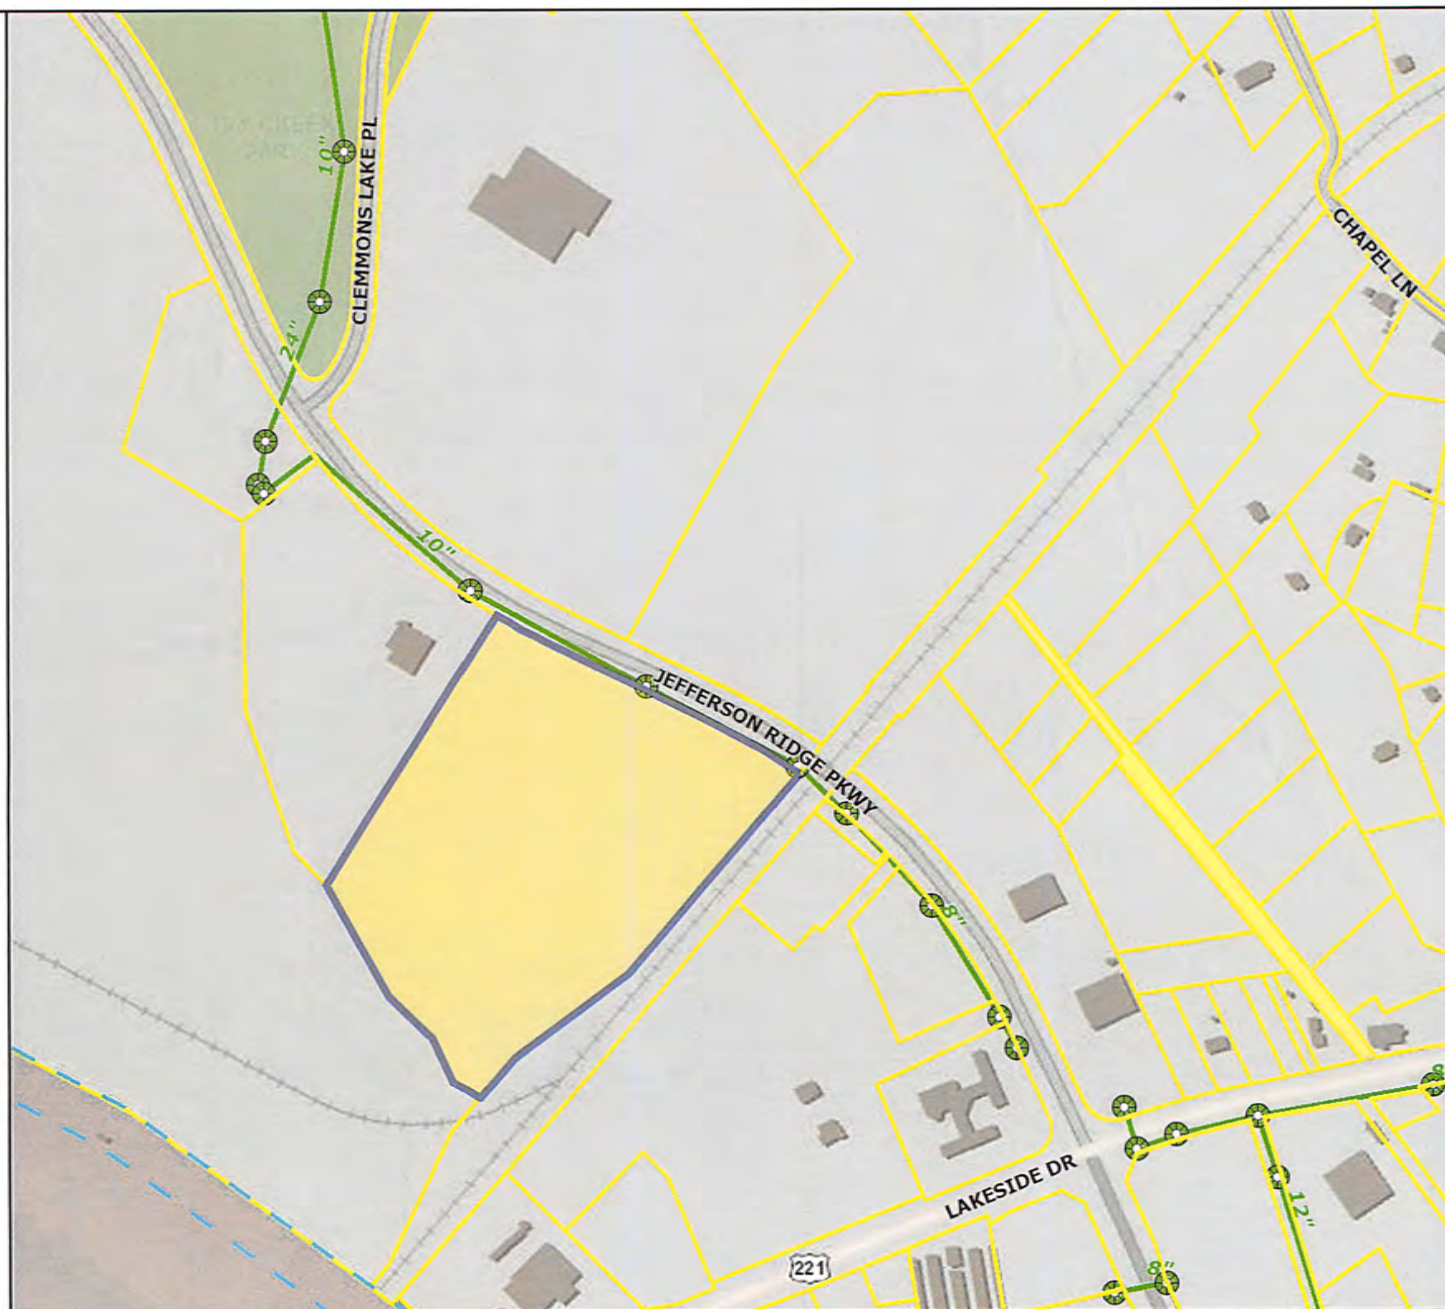 10"
CLEMMONS LAKE PL
CHAPEL LN
24"
10"
JEFFERSON RIDGE PKWY
8"
LAKESIDE DR
12"
221
8"